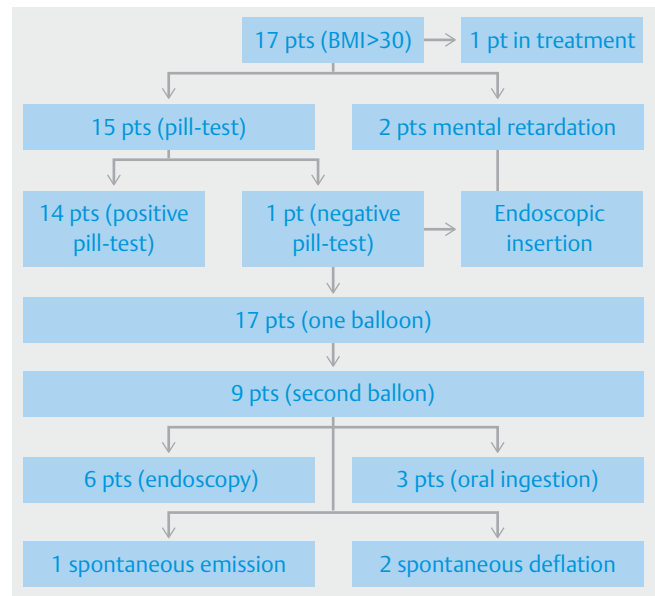 17 pts (BMI>30)
1 pt in treatment
15 pts (pill-test)
2 pts mental retardation
14 pts (positive
pill-test)
1 pt (negative
pill-test)
Endoscopic
insertion
17 pts (one balloon)
9 pts (second ballon)
6 pts (endoscopy)
3 pts (oral ingestion)
1 spontaneous emission
2 spontaneous deflation